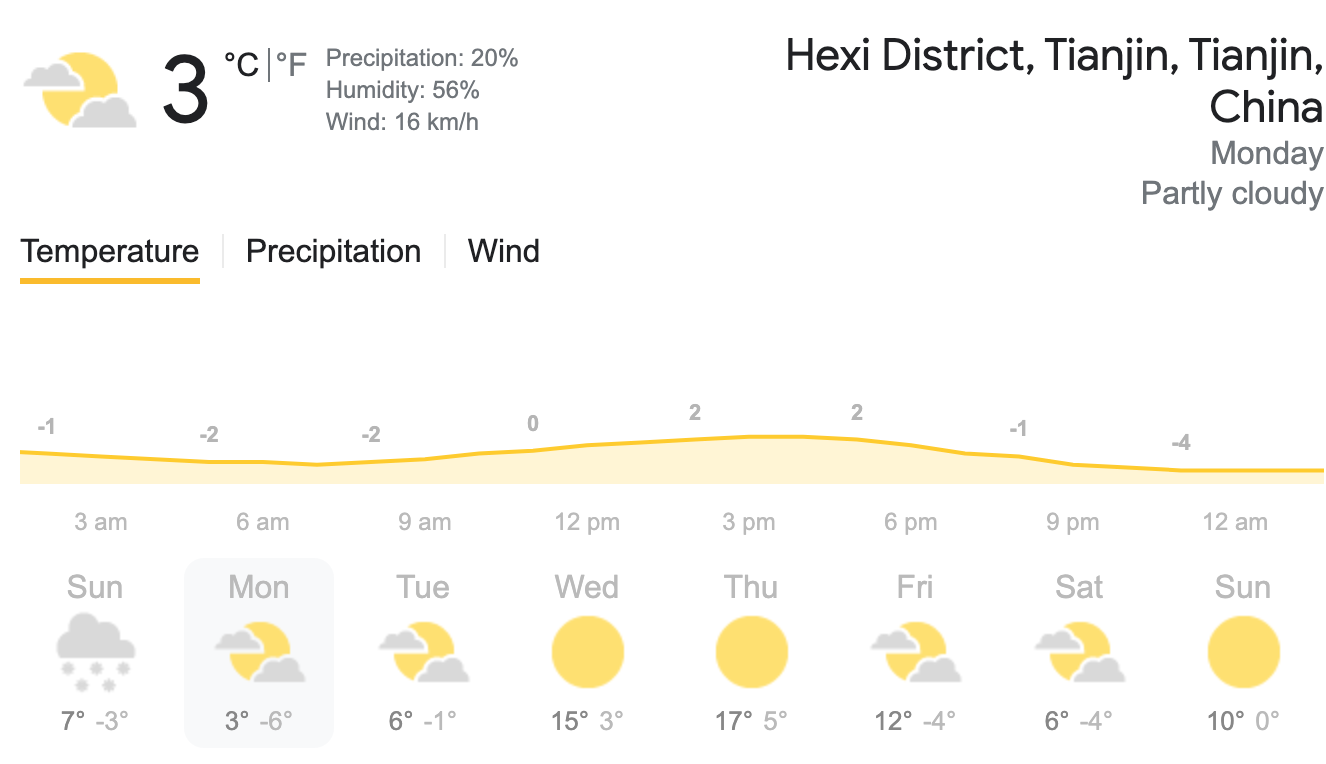 3 °C | °F
Precipitation: 20%
Humidity: 56%
Wind: 16 km/h
Hexi District, Tianjin, Tianjin,
China
Monday
Partly cloudy
Temperature | Precipitation | Wind
-1 -2 -2 0 2 2 -1 -4
3 am 6 am 9 am 12 pm 3 pm 6 pm 9 pm 12 am
Sun Mon Tue Wed Thu Fri Sat Sun
7° -3° 3° -6° 6° -1° 15° 3° 17° 5° 12° -4° 6° -4° 10° 0°